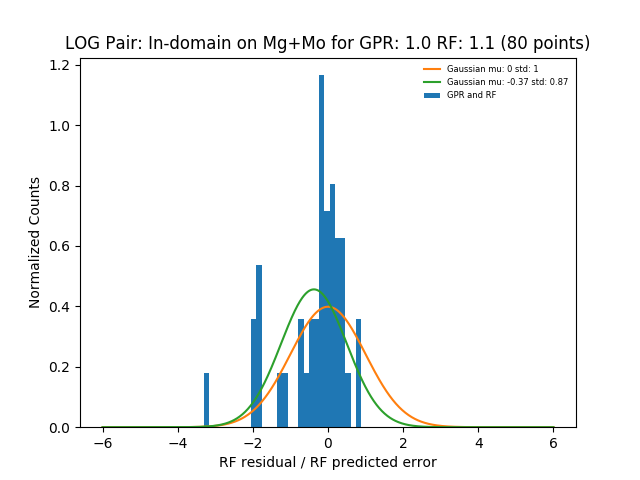 LOG Pair: In-domain on Mg+Mo for GPR: 1.0 RF: 1.1 (80 points)
Gaussian mu: 0 std: 1
Gaussian mu: -0.37 std: 0.87
GPR and RF
1.2
1.0
0.8
0.6
0.4
0.2
0.0
Normalized Counts
−6 −4 −2 0 2 4 6
RF residual / RF predicted error